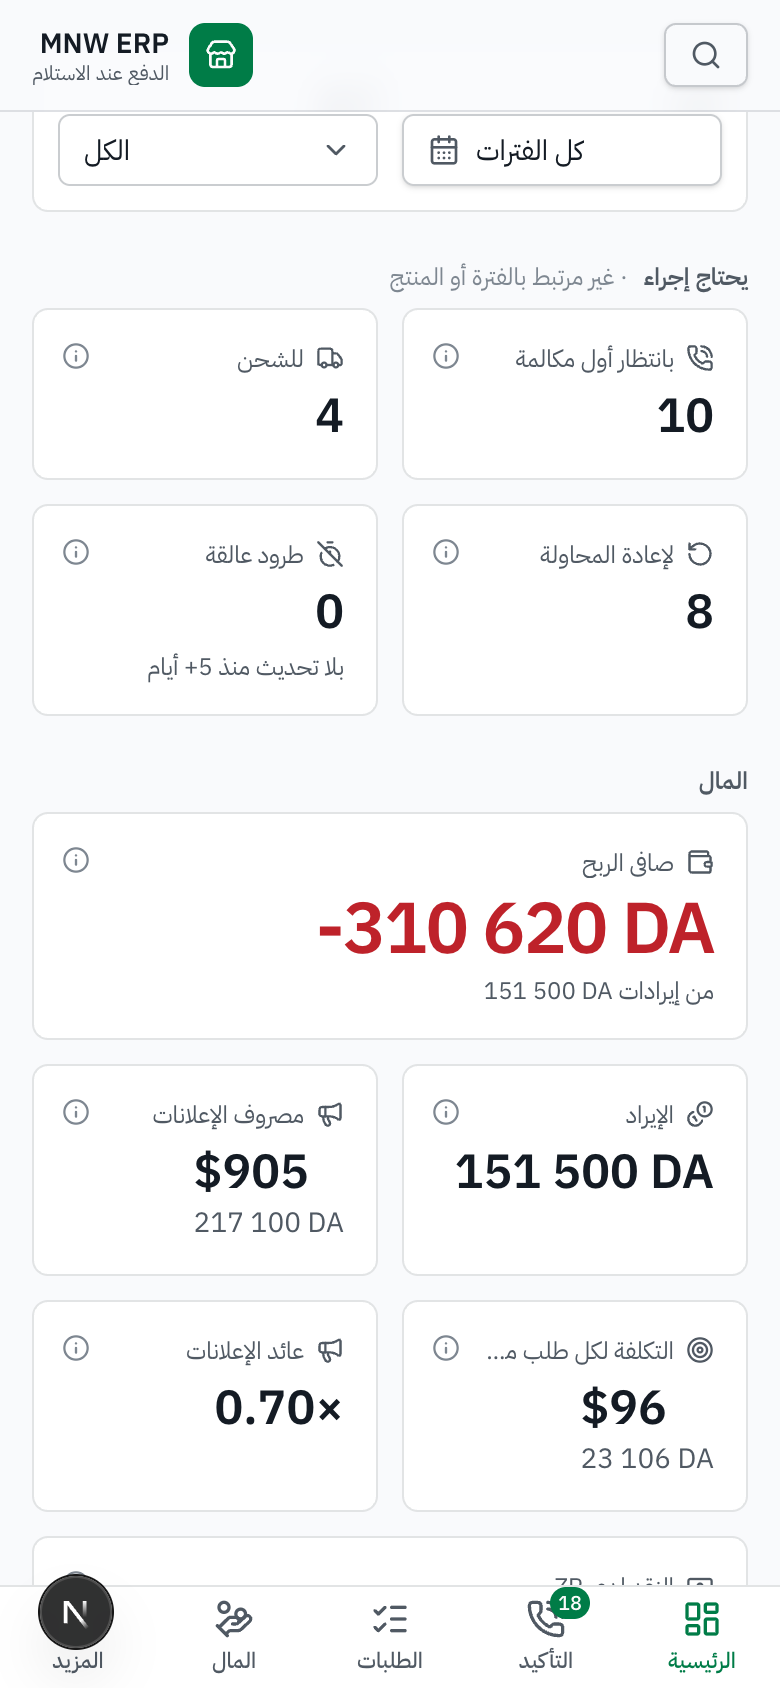 MNW ERP
الدفع عند الاستلام
كل الفترات
الكل
يحتاج إجراء · غير مرتبط بالفترة أو المنتج
بانتظار أول مكالمة
10
للشحن
4
لإعادة المحاولة
8
طرود عالقة
0
بلا تحديث منذ 5+ أيام
المال
صافي الربح
-310 620 DA
من إيرادات 151 500 DA
الإيراد
151 500 DA
مصروف الإعلانات
$905
217 100 DA
التكلفة لكل طلب م...
$96
23 106 DA
عائد الإعلانات
0.70×
الرئيسية
18
التأكيد
الطلبات
المال
المزيد
N